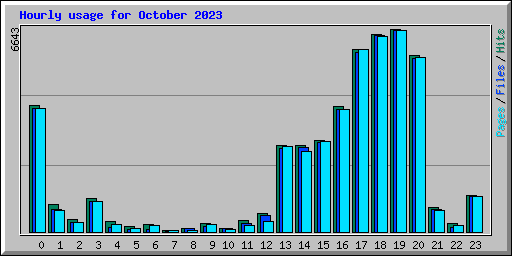 Hourly usage for October 2023
6643
Pages/Files/Hits
0 1 2 3 4 5 6 7 8 9 10 11 12 13 14 15 16 17 18 19 20 21 22 23